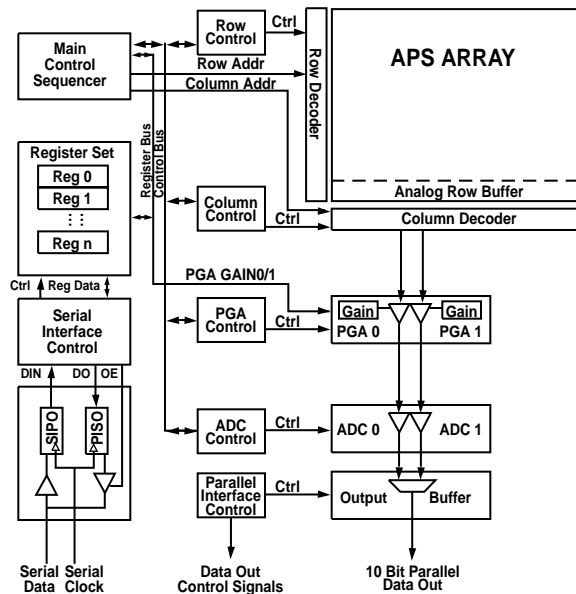 Main
Control
Sequencer
Row
Control
Ctrl
Row Addr
Column Addr
Row Decoder
APS ARRAY
Analog Row Buffer
Register Bus
Control Bus
Register Set
Reg 0
Reg 1
Reg n
Column
Control
Ctrl
Column Decoder
Ctrl
Reg Data
PGA GAIN0/1
Serial
Interface
Control
PGA
Control
Ctrl
Gain
Gain
PGA 0
PGA 1
DIN
DO
OE
SIPO
PISO
ADC
Control
Ctrl
ADC 0
ADC 1
Parallel
Interface
Control
Ctrl
Output
Buffer
Serial
Data
Serial
Clock
Data Out
Control Signals
10 Bit Parallel
Data Out